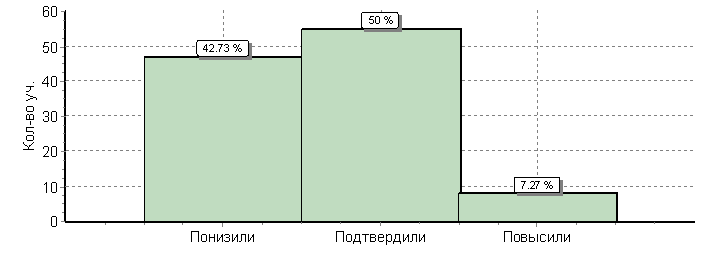 Кол-во уч.
60
50
40
30
20
10
0
42.73 %
50 %
7.27 %
Понизили
Подтвердили
Повысили